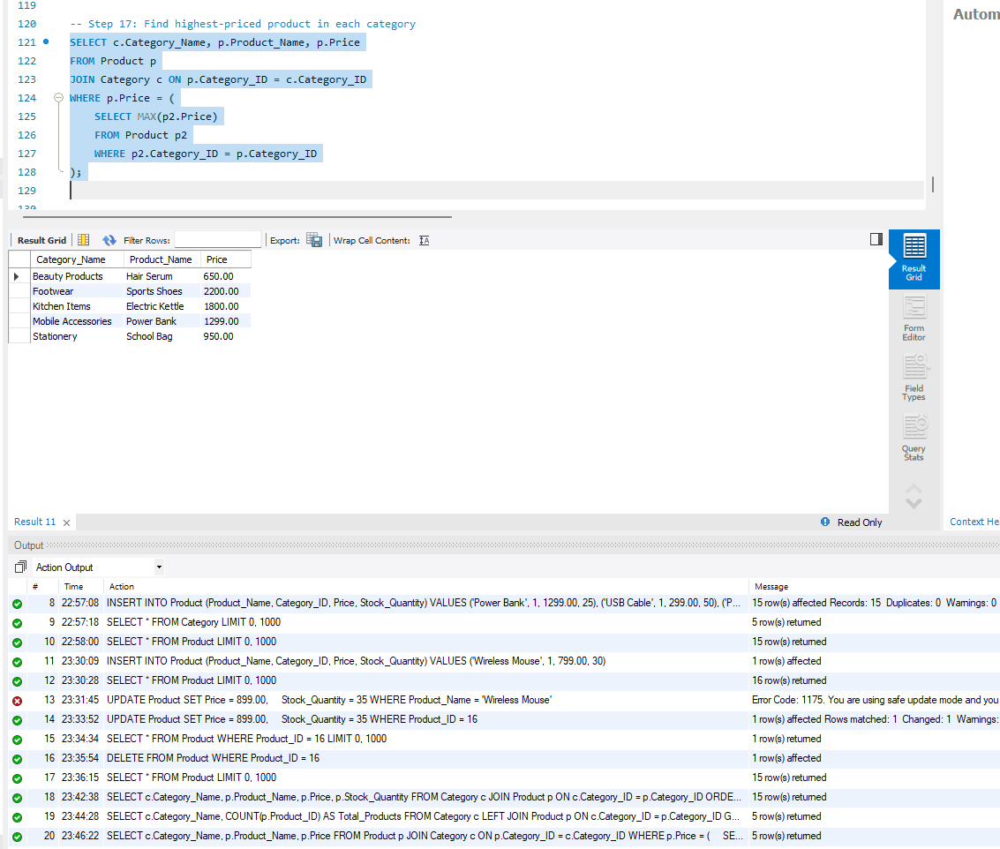 119
Autom
120 -- Step 17: Find highest-priced product in each category
121 SELECT c.Category_Name, p.Product_Name, p.Price
122 FROM Product p
123 JOIN Category c ON p.Category_ID = c.Category_ID
124 WHERE p.Price = (
125 SELECT MAX(p2.Price)
126 FROM Product p2
127 WHERE p2.Category_ID = p.Category_ID
128 );
129
130
Result Grid Filter Rows: Export: Wrap Cell Content: IA
Category_Name Product_Name Price
Beauty Products Hair Serum 650.00
Footwear Sports Shoes 2200.00
Kitchen Items Electric Kettle 1800.00
Mobile Accessories Power Bank 1299.00
Stationery School Bag 950.00
Result
Grid
Form
Editor
Field
Types
Query
Stats
Result 11 Read Only Context He
Output
Action Output
# Time Action Message
8 22:57:08 INSERT INTO Product (Product_Name, Category_ID, Price, Stock_Quantity) VALUES ('Power Bank', 1, 1299.00, 25), ('USB Cable', 1, 299.00, 50), ('P... 15 row(s) affected Records: 15 Duplicates: 0 Warnings: 0
9 22:57:18 SELECT * FROM Category LIMIT 0, 1000 5 row(s) returned
10 22:58:00 SELECT * FROM Product LIMIT 0, 1000 15 row(s) returned
11 23:30:09 INSERT INTO Product (Product_Name, Category_ID, Price, Stock_Quantity) VALUES ('Wireless Mouse', 1, 799.00, 30) 1 row(s) affected
12 23:30:28 SELECT * FROM Product LIMIT 0, 1000 16 row(s) returned
13 23:31:45 UPDATE Product SET Price = 899.00, Stock_Quantity = 35 WHERE Product_Name = 'Wireless Mouse' Error Code: 1175. You are using safe update mode and you
14 23:33:52 UPDATE Product SET Price = 899.00, Stock_Quantity = 35 WHERE Product_ID = 16 1 row(s) affected Rows matched: 1 Changed: 1 Warnings:
15 23:34:34 SELECT * FROM Product WHERE Product_ID = 16 LIMIT 0, 1000 1 row(s) returned
16 23:35:54 DELETE FROM Product WHERE Product_ID = 16 1 row(s) affected
17 23:36:15 SELECT * FROM Product LIMIT 0, 1000 15 row(s) returned
18 23:42:38 SELECT c.Category_Name, p.Product_Name, p.Price, p.Stock_Quantity FROM Category c JOIN Product p ON c.Category_ID = p.Category_ID ORDE... 15 row(s) returned
19 23:44:28 SELECT c.Category_Name, COUNT(p.Product_ID) AS Total_Products FROM Category c LEFT JOIN Product p ON c.Category_ID = p.Category_ID G... 5 row(s) returned
20 23:46:22 SELECT c.Category_Name, p.Product_Name, p.Price FROM Product p JOIN Category c ON p.Category_ID = c.Category_ID WHERE p.Price = ( SE... 5 row(s) returned